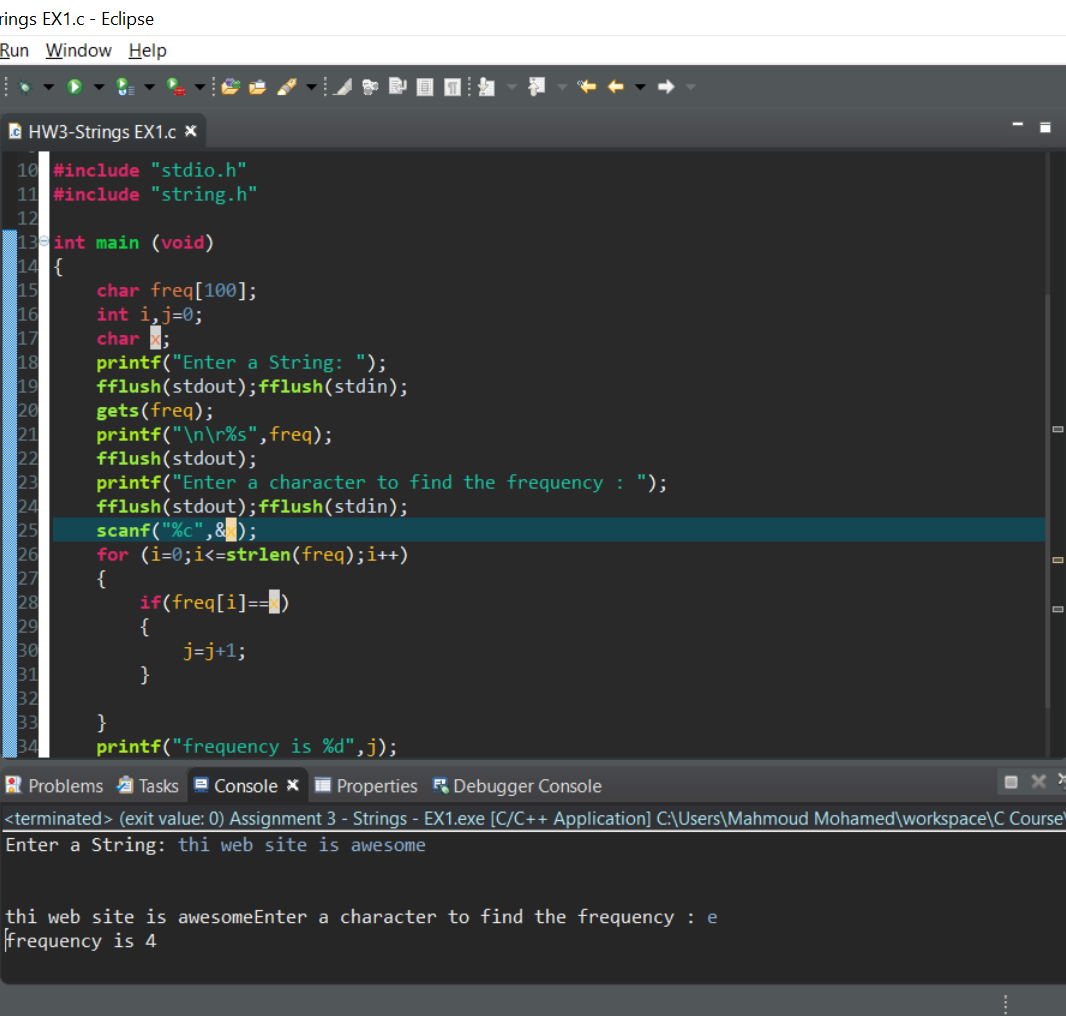 rings EX1.c - Eclipse
Run Window Help
HW3-Strings EX1.c
10 #include "stdio.h"
11 #include "string.h"
12
13 int main (void)
14 {
15 char freq[100];
16 int i,j=0;
17 char x;
18 printf("Enter a String: ");
19 fflush(stdout);fflush(stdin);
20 gets(freq);
21 printf("\n\r%s",freq);
22 fflush(stdout);
23 printf("Enter a character to find the frequency : ");
24 fflush(stdout);fflush(stdin);
25 scanf("%c",&x);
26 for (i=0;i<=strlen(freq);i++)
27 {
28 if(freq[i]==x)
29 {
30 j=j+1;
31 }
32
33 }
34 printf("frequency is %d",j);
Problems Tasks Console Properties Debugger Console
<terminated> (exit value: 0) Assignment 3 - Strings - EX1.exe [C/C++ Application] C:\Users\Mahmoud Mohamed\workspace\C Course\
Enter a String: thi web site is awesome
thi web site is awesomeEnter a character to find the frequency : e
frequency is 4